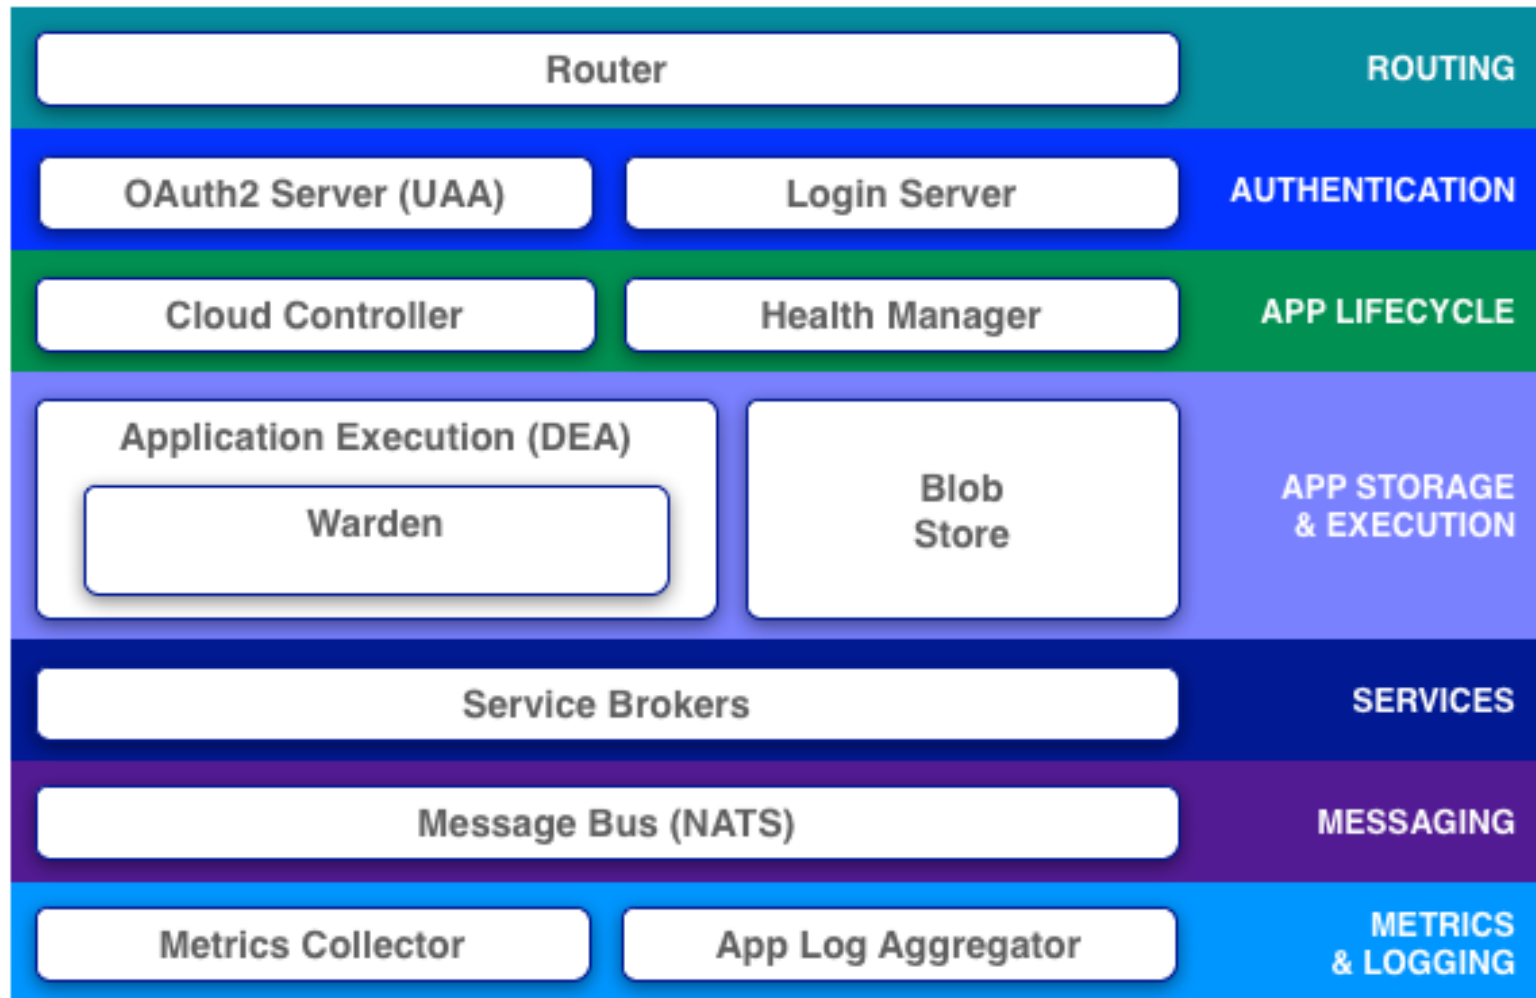 Router
ROUTING
OAuth2 Server (UAA)
Login Server
AUTHENTICATION
Cloud Controller
Health Manager
APP LIFECYCLE
Application Execution (DEA)
Warden
Blob
Store
APP STORAGE
& EXECUTION
Service Brokers
SERVICES
Message Bus (NATS)
MESSAGING
Metrics Collector
App Log Aggregator
METRICS
& LOGGING